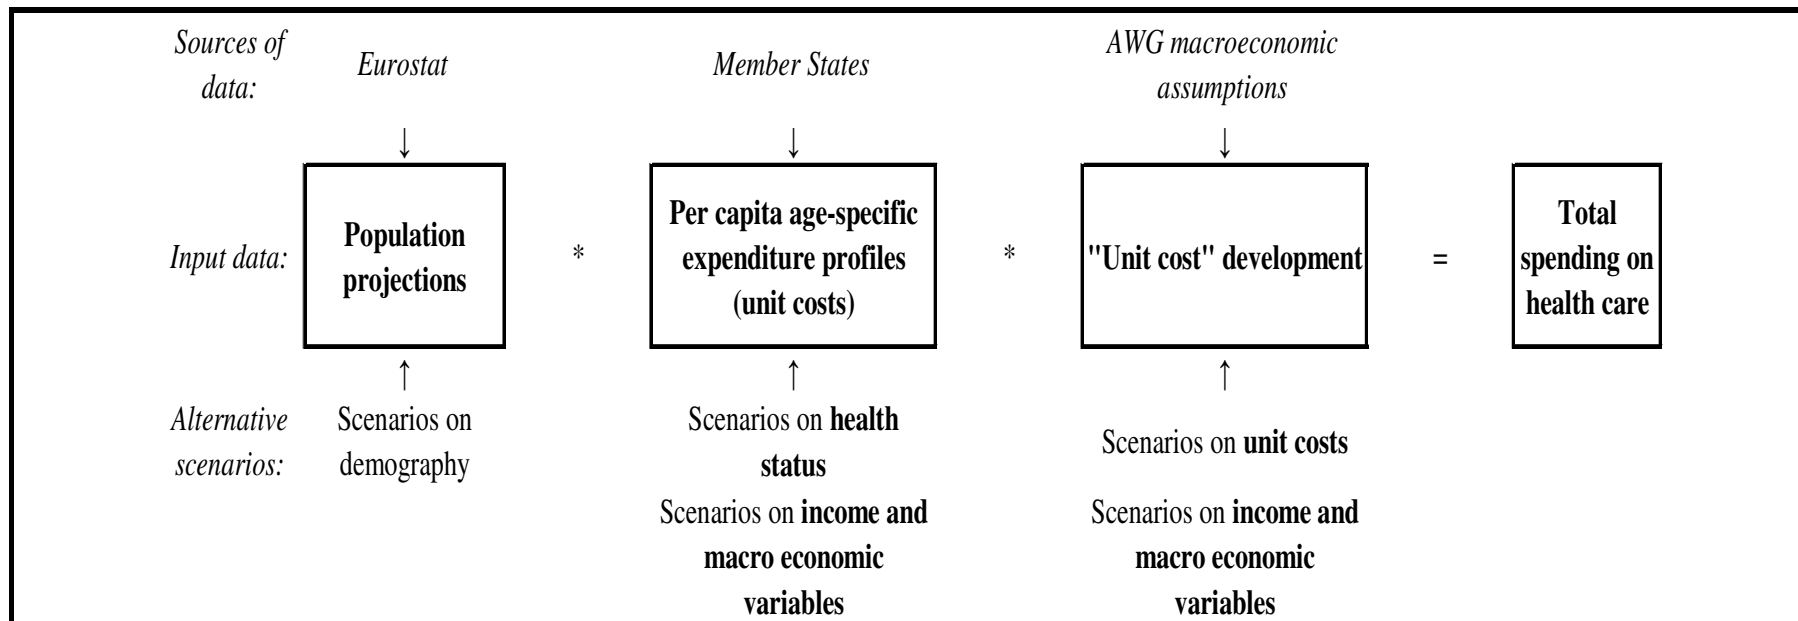 Sources of
data:
Eurostat
Member States
AWG macroeconomic
assumptions
↓
↓
↓
Input data:
Population
projections
*
Per capita age-specific
expenditure profiles
(unit costs)
*
"Unit cost" development
=
Total
spending on
health care
↑
↑
↑
Alternative
scenarios:
Scenarios on
demography
Scenarios on health
status
Scenarios on income and
macro economic
variables
Scenarios on unit costs
Scenarios on income and
macro economic
variables